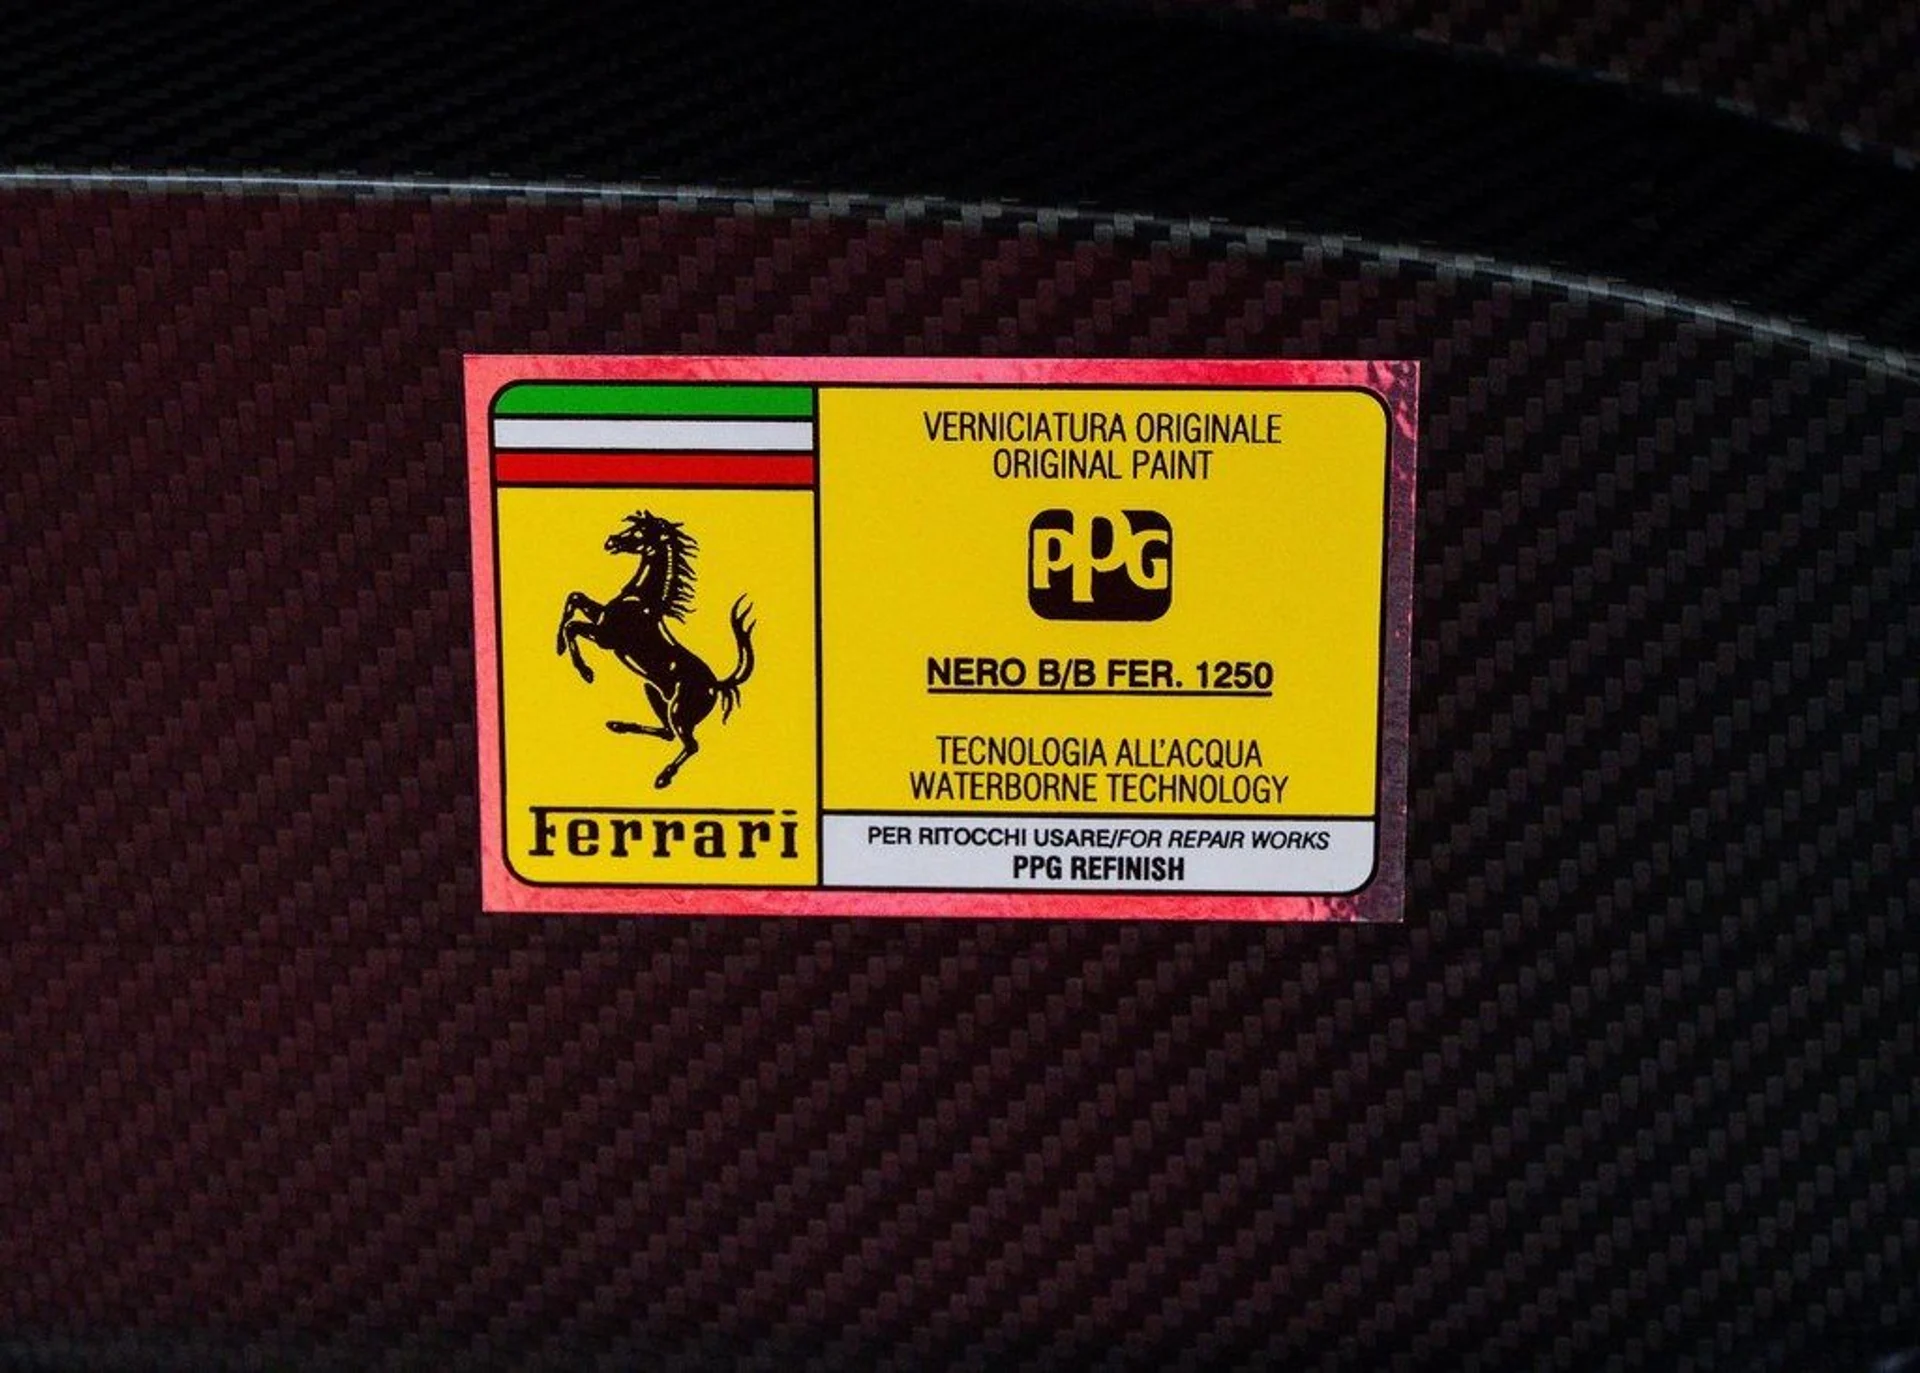 VERNICIATURA ORIGINALE
ORIGINAL PAINT
PPG
NERO B/B FER. 1250
TECNOLOGIA ALL'ACQUA
WATERBORNE TECHNOLOGY
Ferrari
PER RITOCCHI USARE/FOR REPAIR WORKS
PPG REFINISH